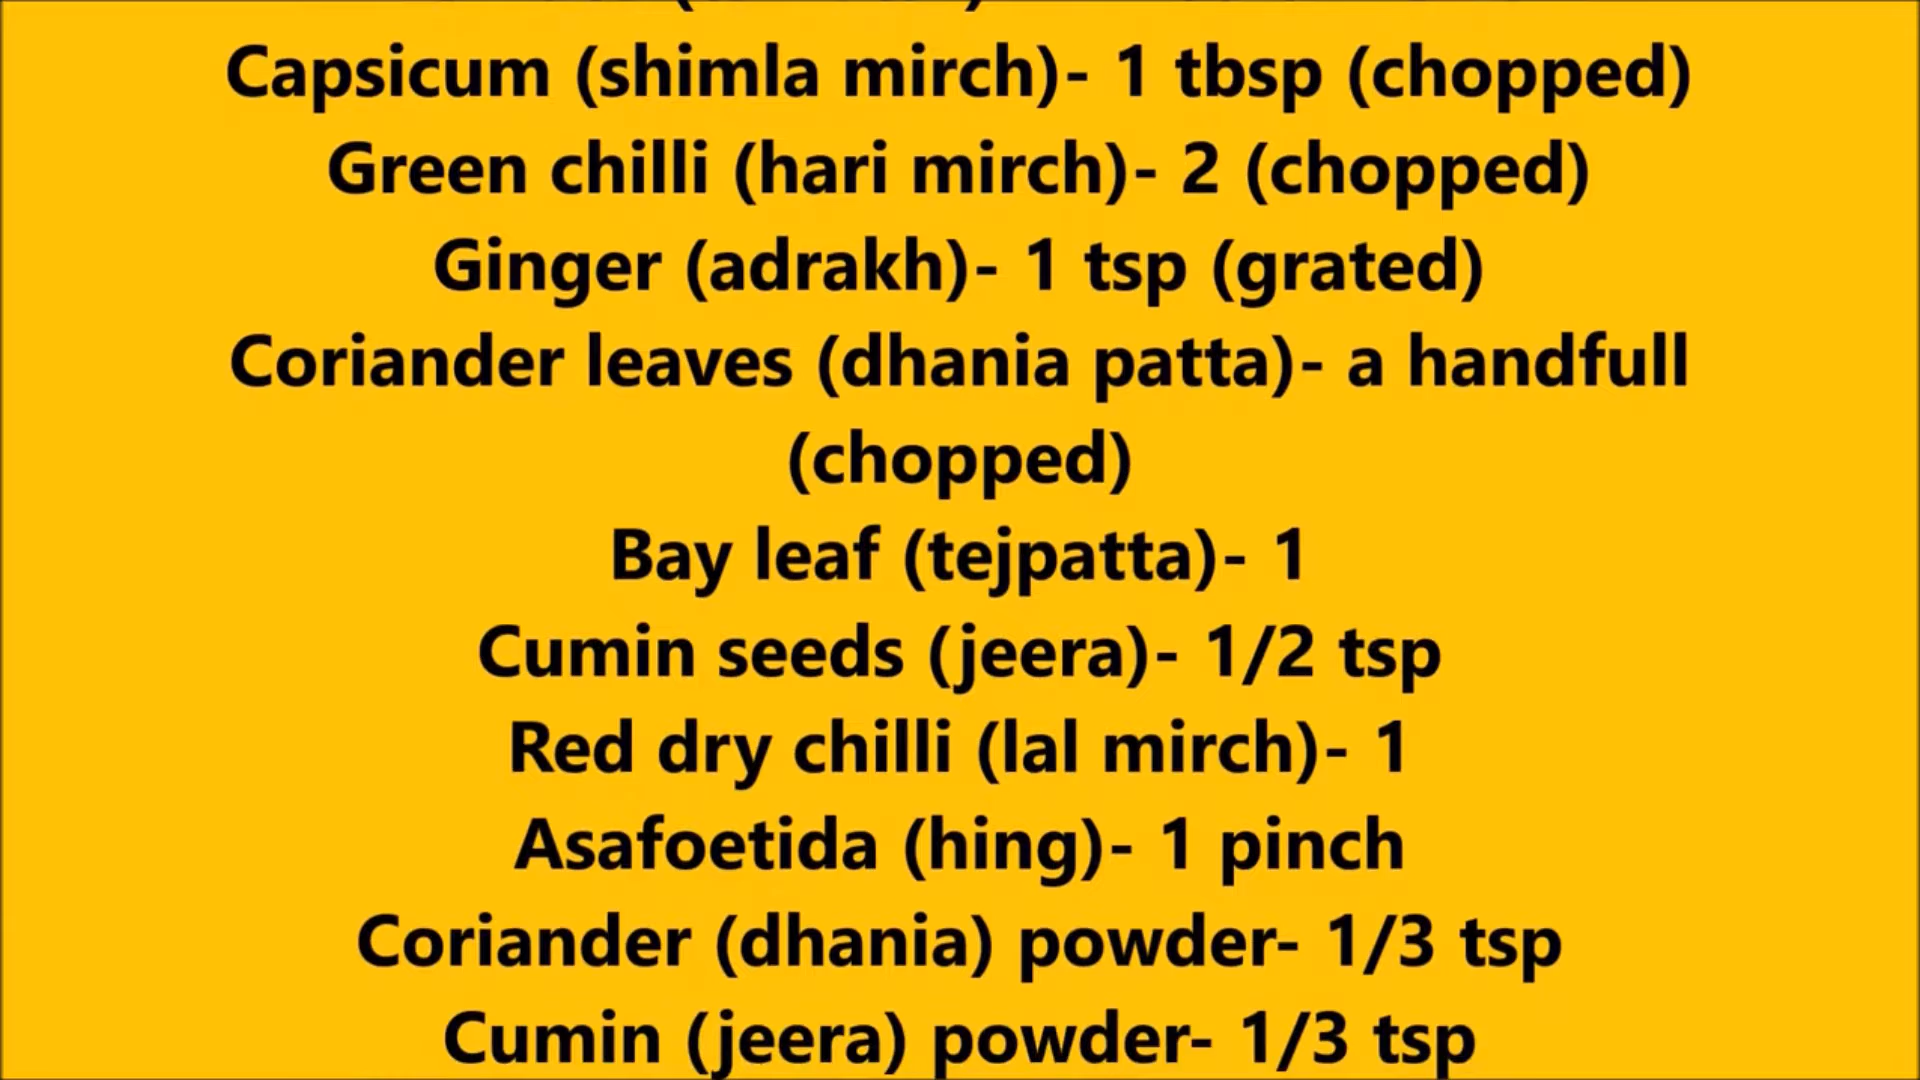 Capsicum (shimla mirch)- 1 tbsp (chopped)
Green chilli (hari mirch)- 2 (chopped)
Ginger (adrakh)- 1 tsp (grated)
Coriander leaves (dhania patta)- a handfull
(chopped)
Bay leaf (tejpatta)- 1
Cumin seeds (jeera)- 1/2 tsp
Red dry chilli (lal mirch)- 1
Asafoetida (hing)- 1 pinch
Coriander (dhania) powder- 1/3 tsp
Cumin (jeera) powder- 1/3 tsp